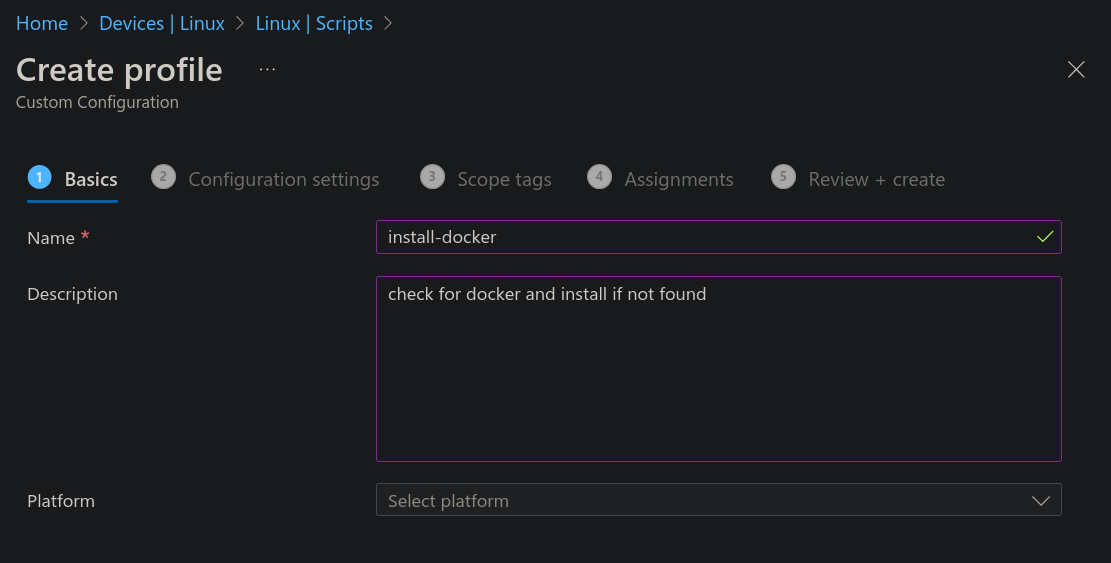 Home > Devices | Linux > Linux | Scripts >
Create profile ...
Custom Configuration
1 Basics 2 Configuration settings 3 Scope tags 4 Assignments 5 Review + create
Name * install-docker
Description check for docker and install if not found
Platform Select platform